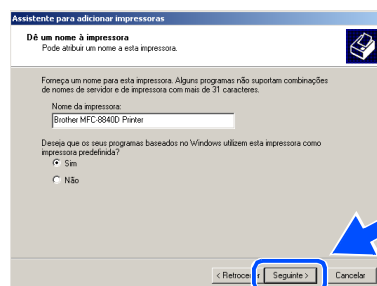 Assistente para adicionar impressoras
Dê um nome à impressora
Pode atribuir um nome a esta impressora.
Forneça um nome para esta impressora. Alguns programas não suportam combinações
de nomes de servidor e de impressora com mais de 31 caracteres.
Nome da impressora:
Brother MFC-8840D Printer
Deseja que os seus programas baseados no Windows utilizem esta impressora como
impressora predefinida?
Sim
Não
< Retroceder Seguinte > Cancelar